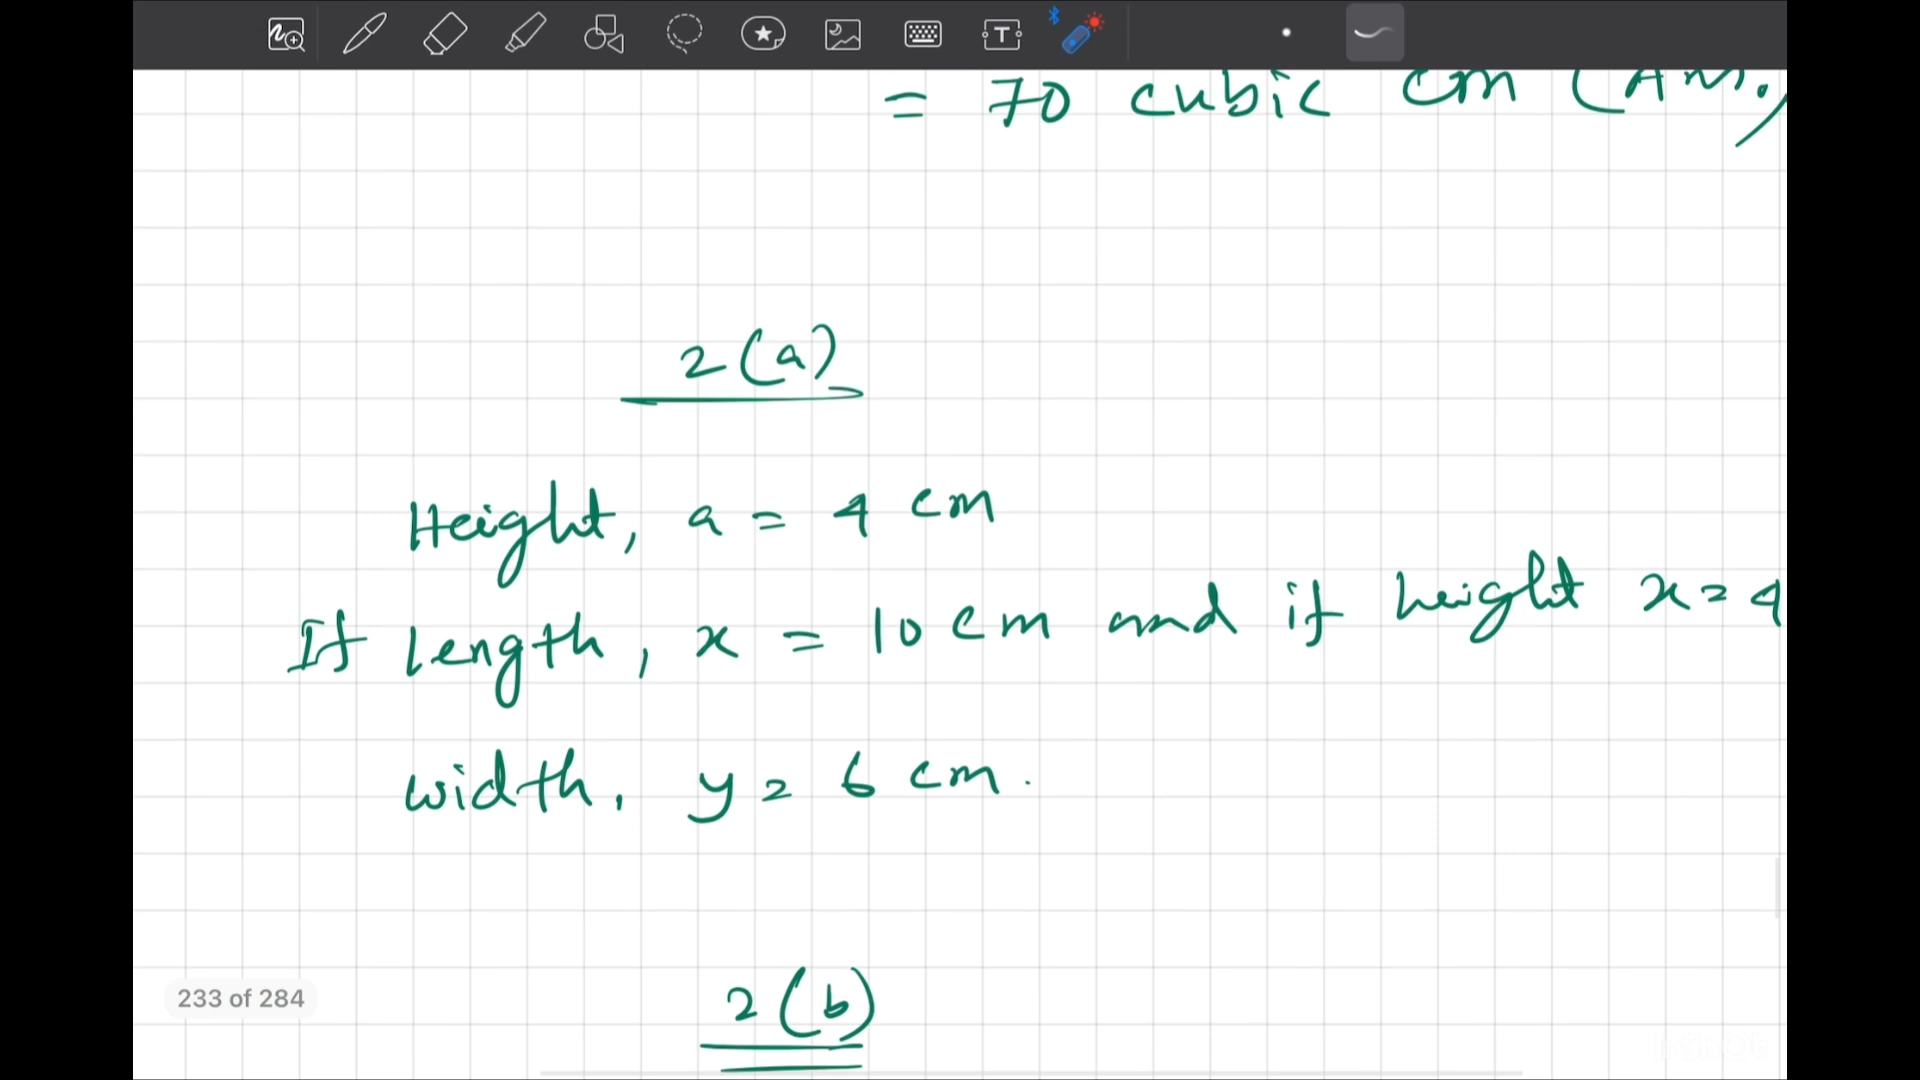 = 70 cubic cm (Ans.)
2(a)
Height, a = 4 cm
If length, x = 10 cm and if height x = 4
width, y = 6 cm.
2(b)
233 of 284